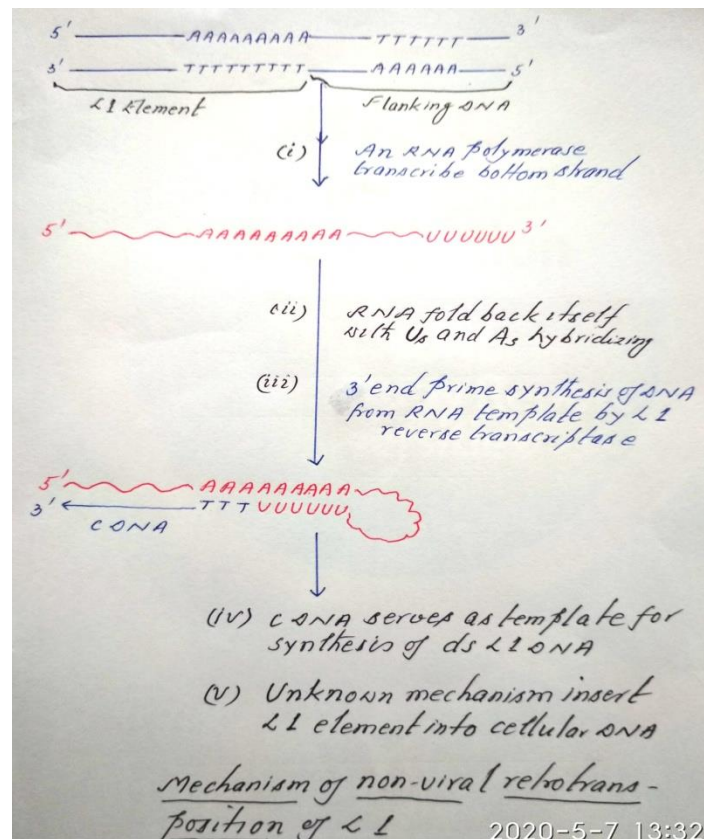 5' AAAAAAAAA TTTTTT 3'
3' TTTTTTTTTT AAAAAA 5'
L1 Element Flanking DNA
(i) An RNA polymerase
transcribe bottom strand
5' AAAAAAAAA UUUUUU 3'
(ii) RNA fold back itself
with Us and As hybridizing
(iii) 3' end prime synthesis of DNA
from RNA template by L1
reverse transcriptase
5' AAAAAAAAA
3' TTTUUUUUU
CDNA
(iv) CDNA serves as template for
synthesis of ds L1 DNA
(v) Unknown mechanism insert
L1 element into cellular DNA
Mechanism of non-viral retrotrans-
position of L1
2020-5-7 13:32